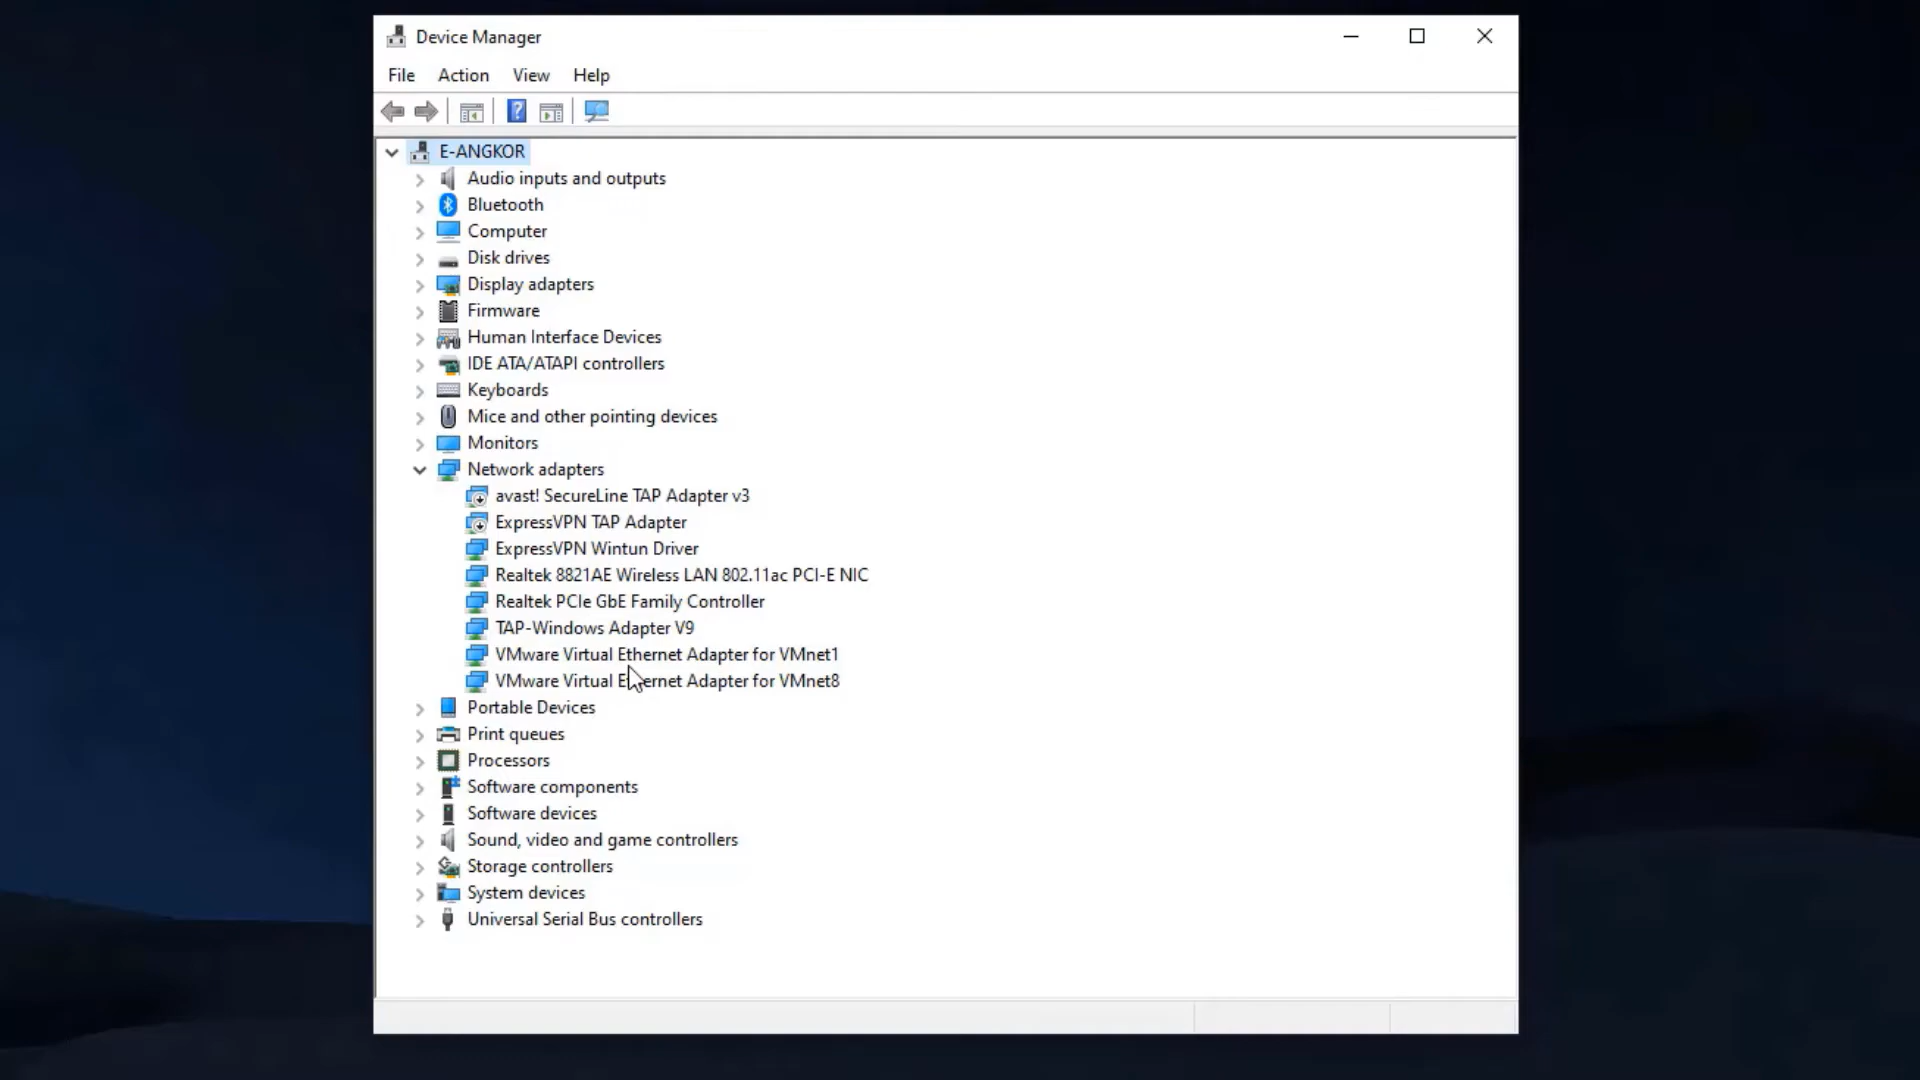 Device Manager
File Action View Help
E-ANGKOR
Audio inputs and outputs
Bluetooth
Computer
Disk drives
Display adapters
Firmware
Human Interface Devices
IDE ATA/ATAPI controllers
Keyboards
Mice and other pointing devices
Monitors
Network adapters
avast! SecureLine TAP Adapter v3
ExpressVPN TAP Adapter
ExpressVPN Wintun Driver
Realtek 8821AE Wireless LAN 802.11ac PCI-E NIC
Realtek PCIe GbE Family Controller
TAP-Windows Adapter V9
VMware Virtual Ethernet Adapter for VMnet1
VMware Virtual Ethernet Adapter for VMnet8
Portable Devices
Print queues
Processors
Software components
Software devices
Sound, video and game controllers
Storage controllers
System devices
Universal Serial Bus controllers